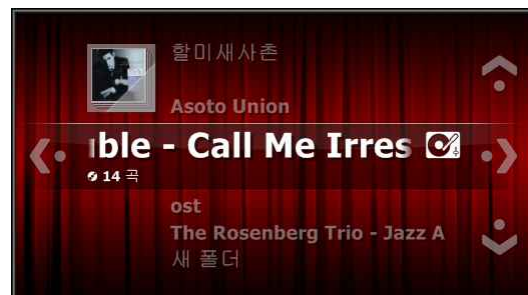 할미새사촌
Asoto Union
ible - Call Me Irres
14 곡
ost
The Rosenberg Trio - Jazz A
새 폴더